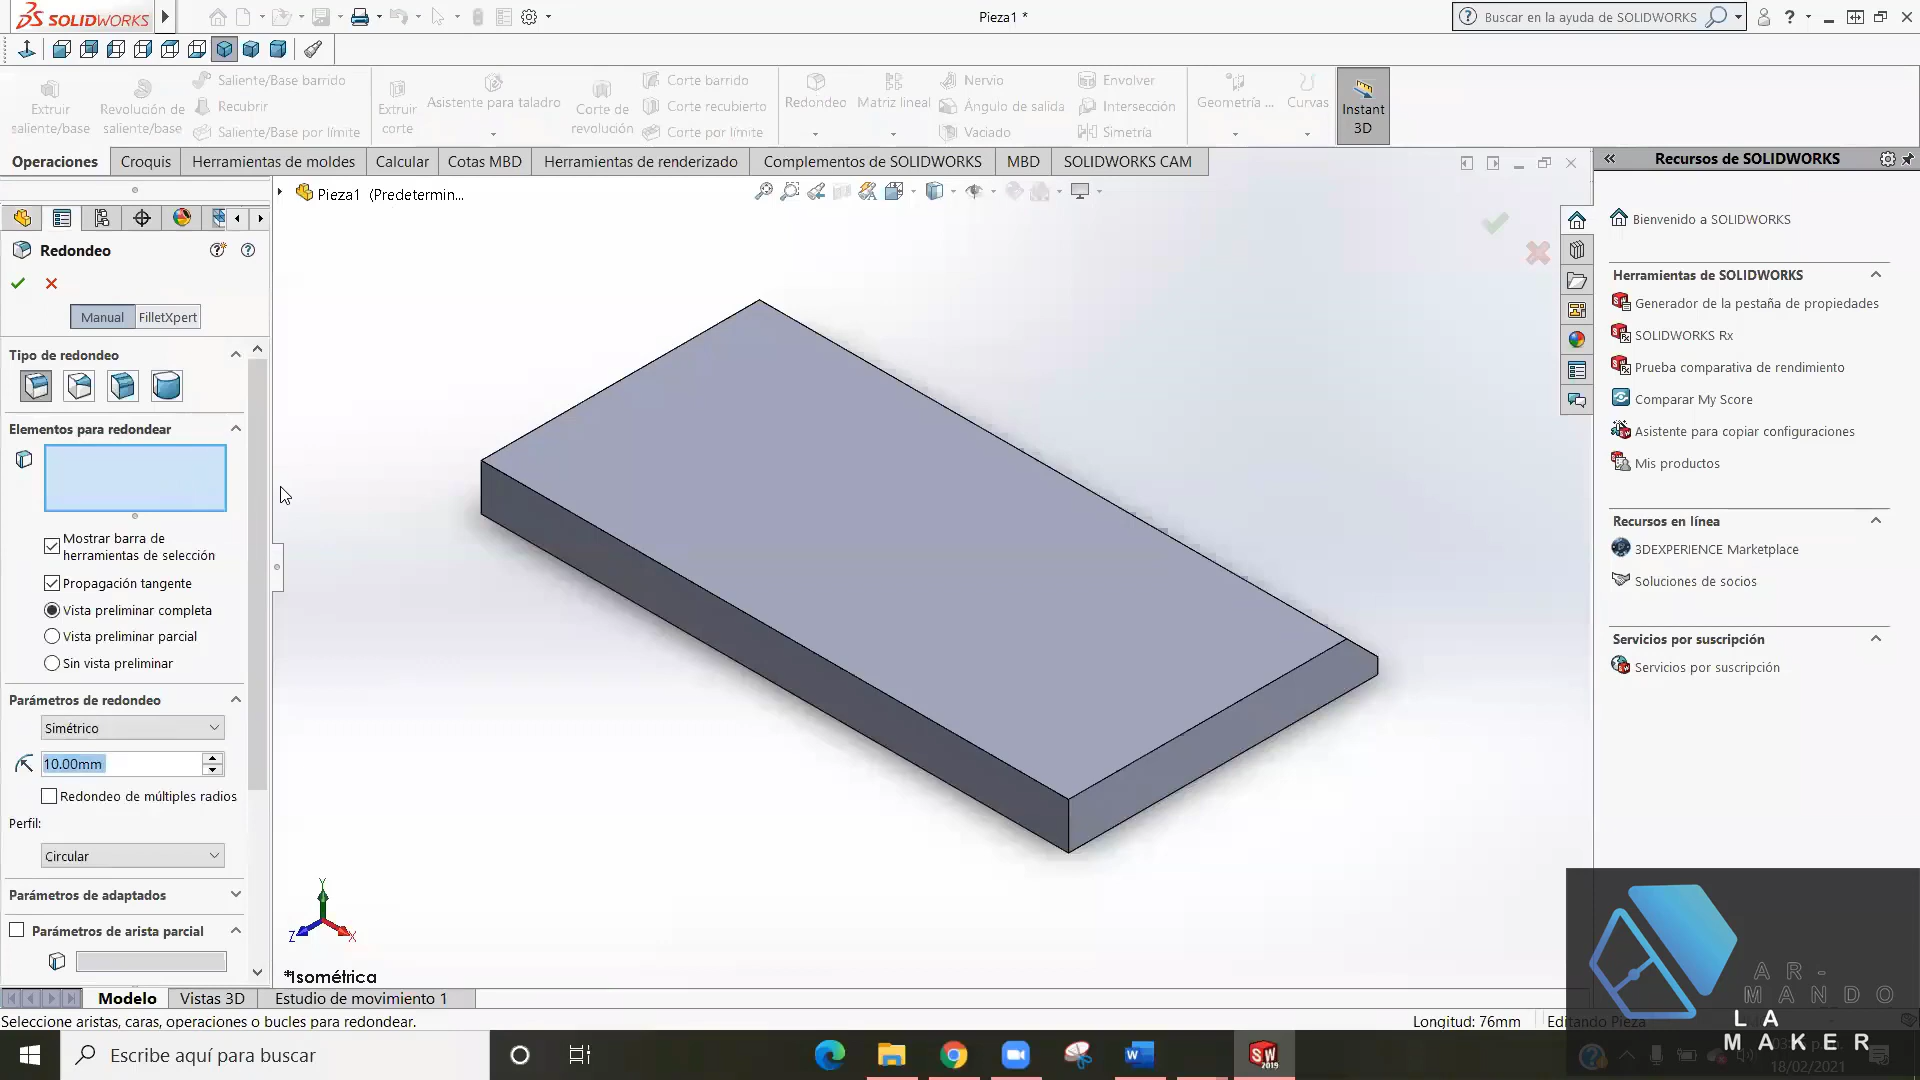 SOLIDWORKS
Pieza1 *
Buscar en la ayuda de SOLIDWORKS
Extruir saliente/base
Revolución de saliente/base
Saliente/Base barrido
Recubrir
Saliente/Base por límite
Extruir corte
Asistente para taladro
Corte de revolución
Corte barrido
Corte recubierto
Corte por límite
Redondeo
Matriz lineal
Nervio
Ángulo de salida
Vaciado
Envolver
Intersección
Simetría
Geometría ...
Curvas
Instant 3D
Operaciones
Croquis
Herramientas de moldes
Calcular
Cotas MBD
Herramientas de renderizado
Complementos de SOLIDWORKS
MBD
SOLIDWORKS CAM
Pieza1 (Predetermin...
Redondeo
Manual
FilletXpert
Tipo de redondeo
Elementos para redondear
Mostrar barra de
herramientas de selección
Propagación tangente
Vista preliminar completa
Vista preliminar parcial
Sin vista preliminar
Parámetros de redondeo
Simétrico
10.00mm
Redondeo de múltiples radios
Perfil:
Circular
Parámetros de adaptados
Parámetros de arista parcial
Y
Z
X
*Isométrica
Recursos de SOLIDWORKS
Bienvenido a SOLIDWORKS
Herramientas de SOLIDWORKS
Generador de la pestaña de propiedades
SOLIDWORKS Rx
Prueba comparativa de rendimiento
Comparar My Score
Asistente para copiar configuraciones
Mis productos
Recursos en línea
3DEXPERIENCE Marketplace
Soluciones de socios
Servicios por suscripción
Servicios por suscripción
Modelo
Vistas 3D
Estudio de movimiento 1
Seleccione aristas, caras, operaciones o bucles para redondear.
Longitud: 76mm
Editando Pieza
AR-
MANDO
LA
MAKER
Escribe aquí para buscar
SW
2019
18/02/2021